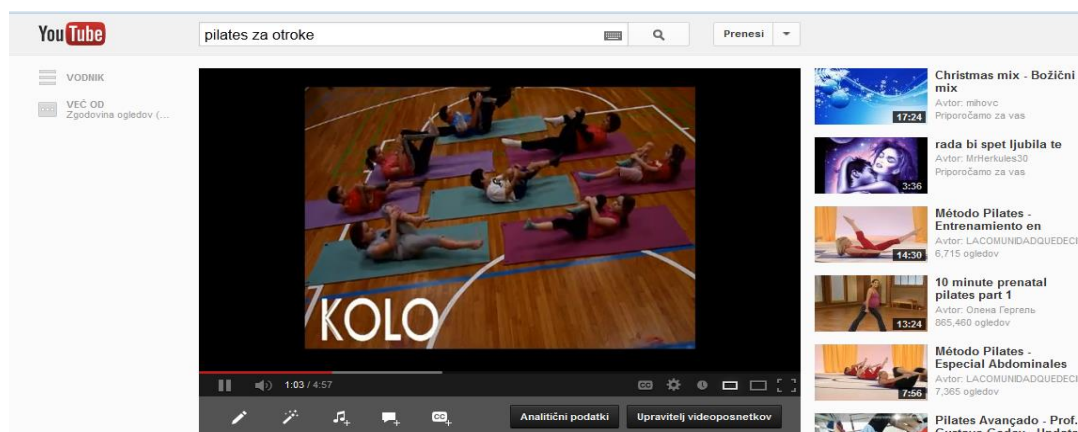 YouTube
pilates za otroke
Prenesi
VODNIK
VEČ OD
Zgodovina ogledov (...
KOLO
1:03 / 4:57
CC
CC
Analitični podatki
Upravitelj videoposnetkov
17:24
Christmas mix - Božični
mix
Avtor: mihovc
Priporočamo za vas
3:36
rada bi spet ljubila te
Avtor: MrHerkules30
Priporočamo za vas
14:30
Método Pilates -
Entrenamiento en
Avtor: LACOMUNIDADQUEDECI
6,715 ogledov
13:24
10 minute prenatal
pilates part 1
Avtor: Олена Гергель
865,460 ogledov
7:56
Método Pilates -
Especial Abdominales
Avtor: LACOMUNIDADQUEDECI
7,365 ogledov
Pilates Avançado - Prof.